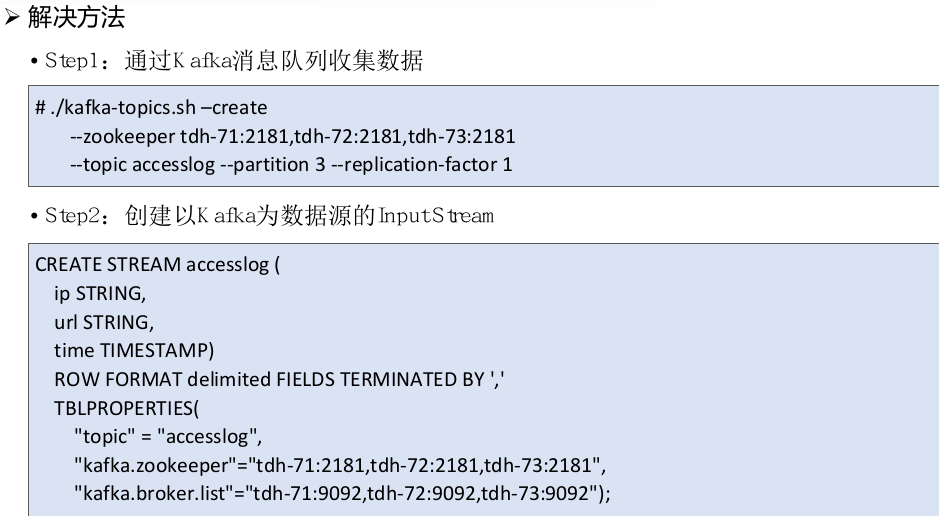 ➢ 解决方法
• Step1：通过Kafka消息队列收集数据
# ./kafka-topics.sh –create
--zookeeper tdh-71:2181,tdh-72:2181,tdh-73:2181
--topic accesslog --partition 3 --replication-factor 1
• Step2：创建以Kafka为数据源的InputStream
CREATE STREAM accesslog (
ip STRING,
url STRING,
time TIMESTAMP)
ROW FORMAT delimited FIELDS TERMINATED BY ','
TBLPROPERTIES(
"topic" = "accesslog",
"kafka.zookeeper"="tdh-71:2181,tdh-72:2181,tdh-73:2181",
"kafka.broker.list"="tdh-71:9092,tdh-72:9092,tdh-73:9092");